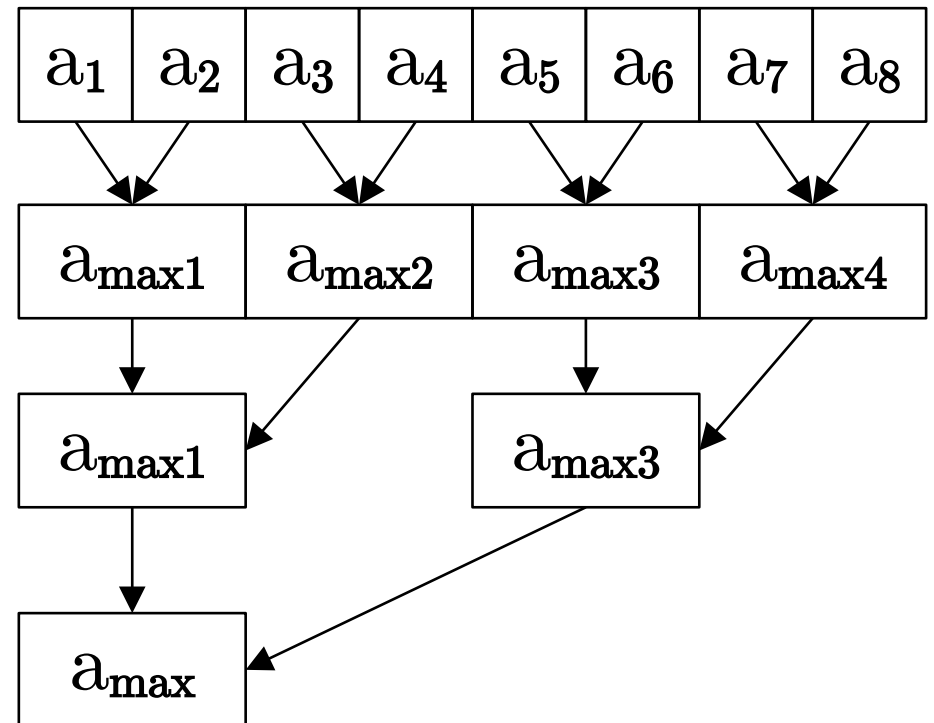 a₁ a₂ a₃ a₄ a₅ a₆ a₇ a₈
aₘₐₓ₁ aₘₐₓ₂ aₘₐₓ₃ aₘₐₓ₄
aₘₐₓ₁ aₘₐₓ₃
aₘₐₓ